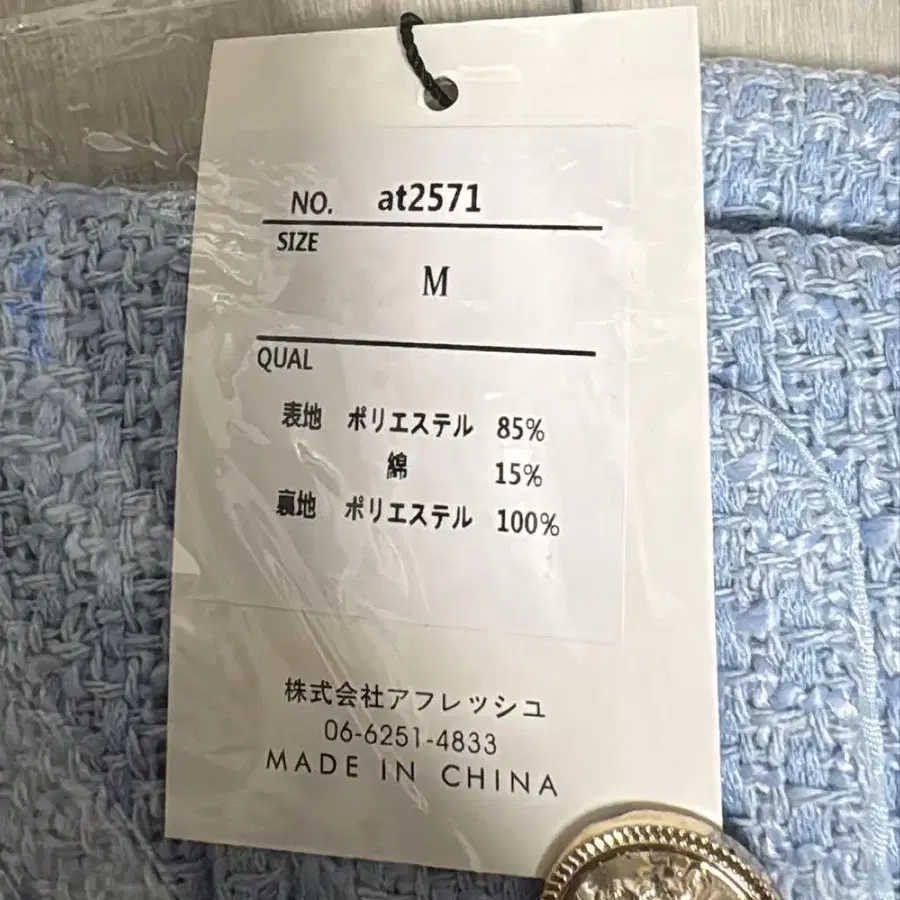 NO. at2571
SIZE
M
QUAL
表地 ポリエステル 85%
綿 15%
裏地 ポリエステル 100%
株式会社アフレッシュ
06-6251-4833
MADE IN CHINA